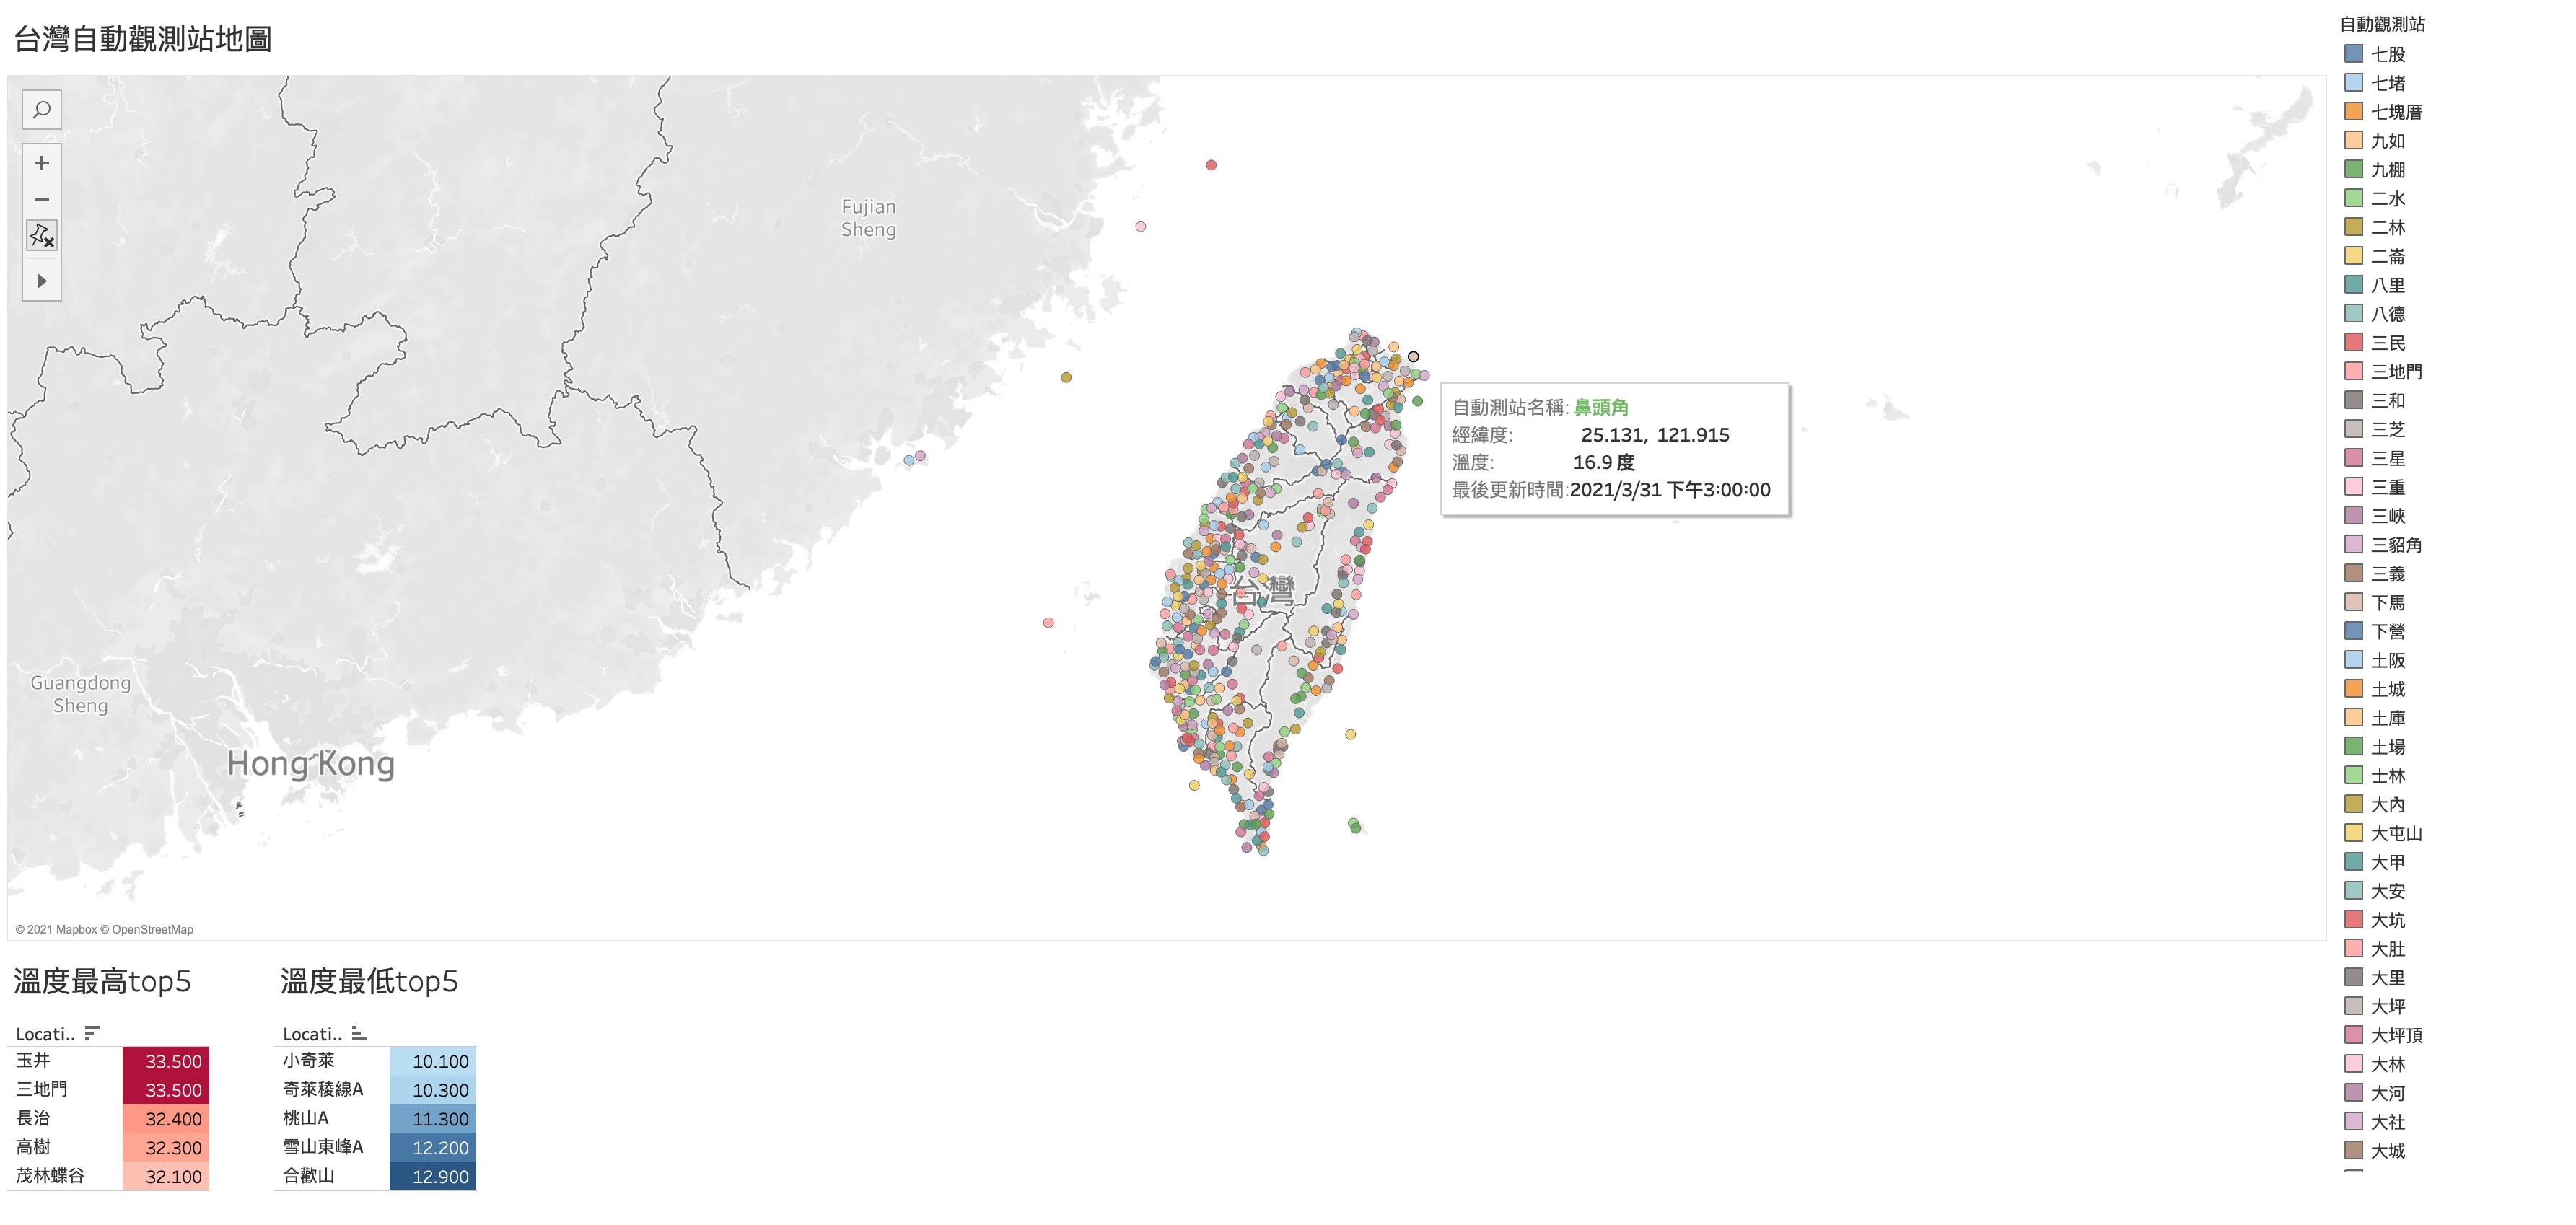 台灣自動觀測站地圖
Fujian
Sheng
台灣
Guangdong
Sheng
Hong Kong
自動測站名稱: 鼻頭角
經緯度: 25.131, 121.915
溫度: 16.9 度
最後更新時間:2021/3/31 下午3:00:00
© 2021 Mapbox © OpenStreetMap
溫度最高top5
Locati..
玉井 33.500
三地門 33.500
長治 32.400
高樹 32.300
茂林蝶谷 32.100
溫度最低top5
Locati..
小奇萊 10.100
奇萊稜線A 10.300
桃山A 11.300
雪山東峰A 12.200
合歡山 12.900
自動觀測站
七股
七堵
七塊厝
九如
九棚
二水
二林
二崙
八里
八德
三民
三地門
三和
三芝
三星
三重
三峽
三貂角
三義
下馬
下營
土阪
土城
土庫
土場
士林
大內
大屯山
大甲
大安
大坑
大肚
大里
大坪
大坪頂
大林
大河
大社
大城